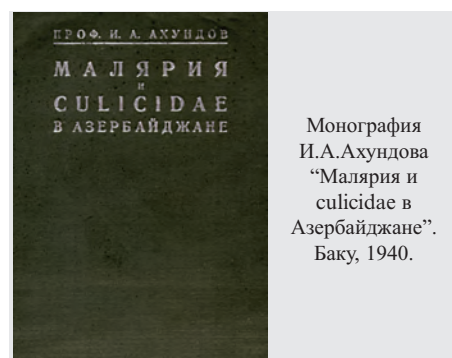 ПРОФ. И. А. АХУНДОВ
МАЛЯРИЯ
И
CULICIDAE
В АЗЕРБАЙДЖАНЕ
Монография
И.А.Ахундова
“Малярия и
culicidae в
Азербайджане”.
Баку, 1940.